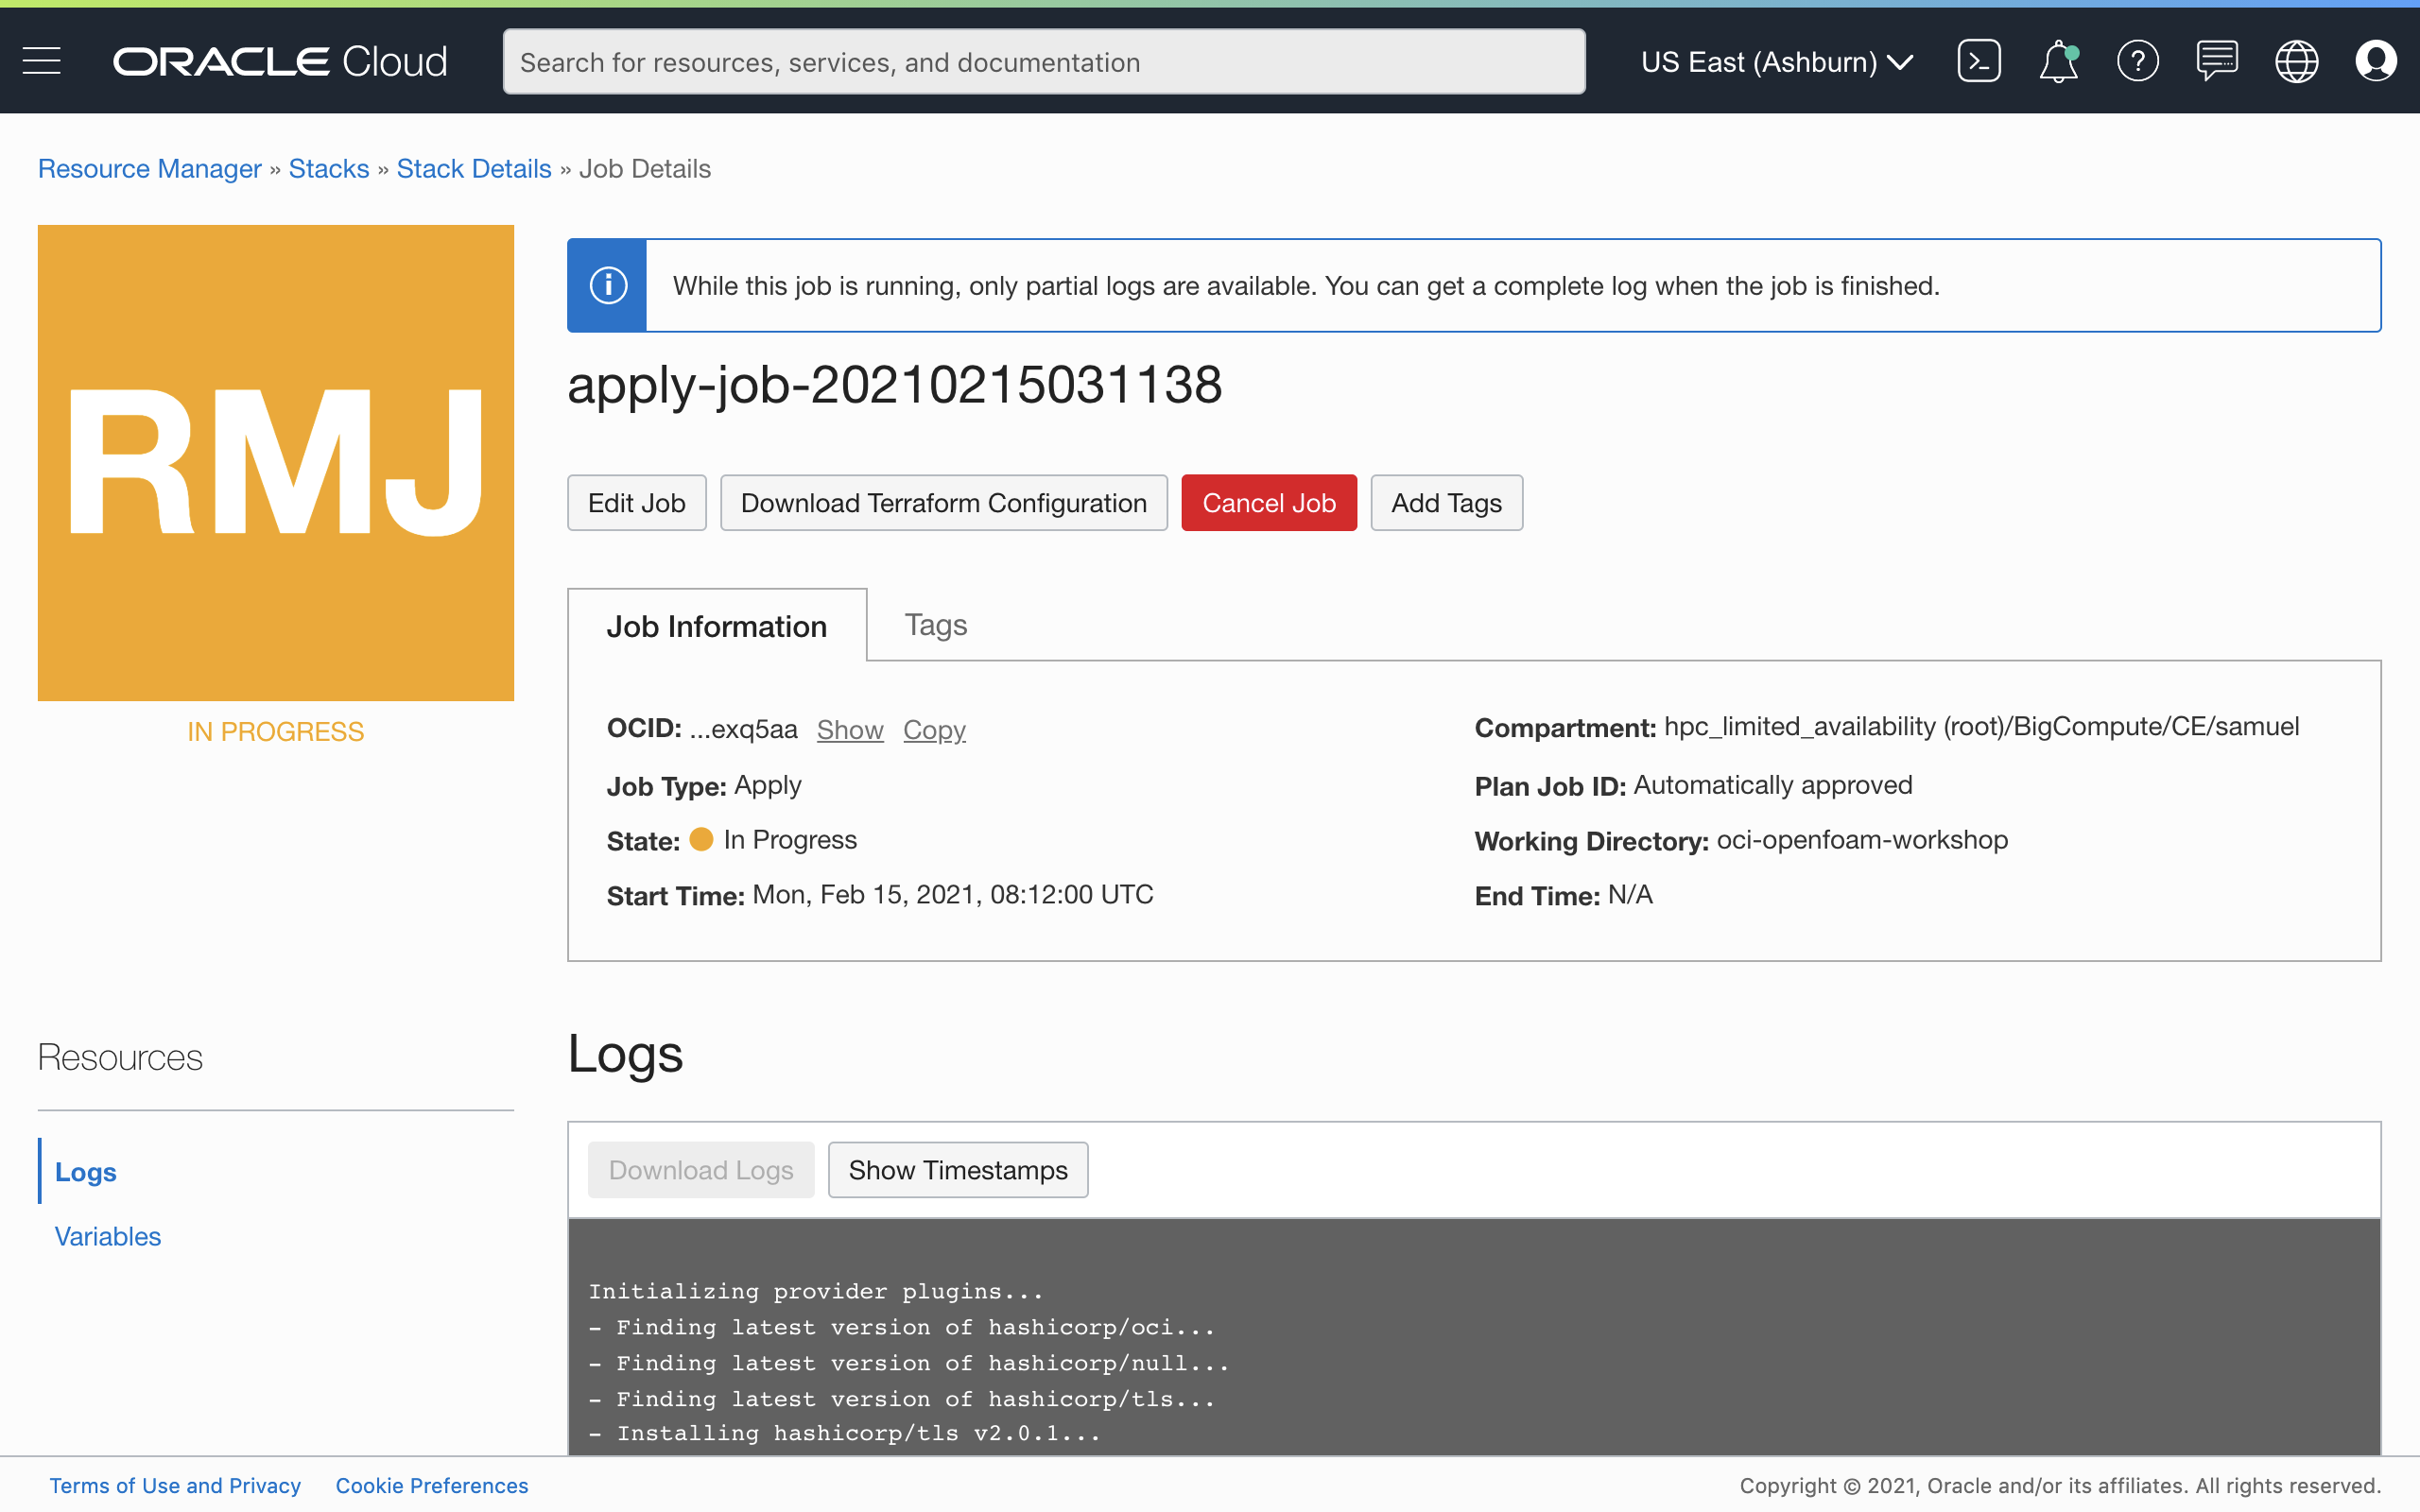 ORACLE Cloud
Search for resources, services, and documentation
US East (Ashburn)
Resource Manager » Stacks » Stack Details » Job Details
RMJ
IN PROGRESS
While this job is running, only partial logs are available. You can get a complete log when the job is finished.
apply-job-20210215031138
Edit Job Download Terraform Configuration Cancel Job Add Tags
Job Information Tags
OCID: ...exq5aa Show Copy
Compartment: hpc_limited_availability (root)/BigCompute/CE/samuel
Job Type: Apply
Plan Job ID: Automatically approved
State: In Progress
Working Directory: oci-openfoam-workshop
Start Time: Mon, Feb 15, 2021, 08:12:00 UTC
End Time: N/A
Resources
Logs
Variables
Logs
Download Logs Show Timestamps
Initializing provider plugins...
- Finding latest version of hashicorp/oci...
- Finding latest version of hashicorp/null...
- Finding latest version of hashicorp/tls...
- Installing hashicorp/tls v2.0.1...
Terms of Use and Privacy Cookie Preferences
Copyright © 2021, Oracle and/or its affiliates. All rights reserved.